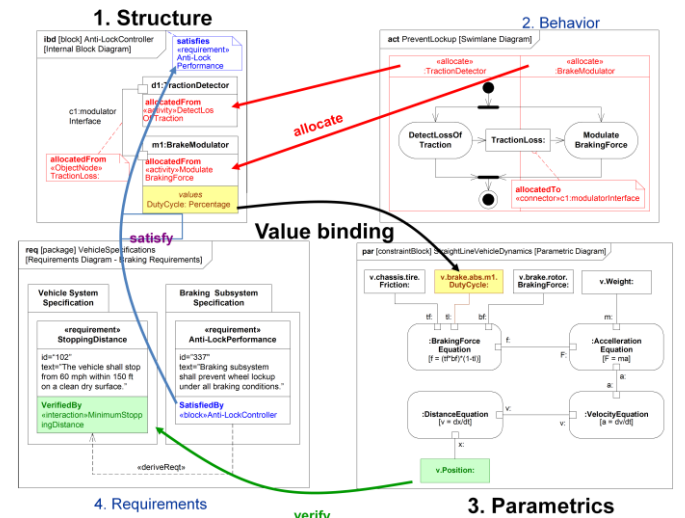 1. Structure
ibd [block] Anti-LockController
[Internal Block Diagram]
satisfies
«requirement»
Anti-Lock
Performance
d1:TractionDetector
allocatedFrom
«activity»DetectLos
Of Traction
c1:modulator
Interface
m1:BrakeModulator
allocatedFrom
«activity»Modulate
BrakingForce
allocatedFrom
«ObjectNode»
TractionLoss:
values
DutyCycle: Percentage
2. Behavior
act PreventLockup [Swimlane Diagram]
«allocate»
:TractionDetector
«allocate»
:BrakeModulator
DetectLossOf
Traction
TractionLoss:
Modulate
BrakingForce
allocatedTo
«connector»c1:modulatorInterface
allocate
satisfy
Value binding
req [package] VehicleSpecifications
[Requirements Diagram - Braking Requirements]
Vehicle System
Specification
Braking Subsystem
Specification
«requirement»
StoppingDistance
id="102"
text="The vehicle shall stop
from 60 mph within 150 ft
on a clean dry surface."
VerifiedBy
«interaction»MinimumStopp
ingDistance
«requirement»
Anti-LockPerformance
id="337"
text="Braking subsystem
shall prevent wheel lockup
under all braking conditions."
SatisfiedBy
«block»Anti-LockController
«deriveReqt»
4. Requirements
par [constraintBlock] StraightLineVehicleDynamics [Parametric Diagram]
v.chassis.tire.
Friction:
v.brake.abs.m1.
DutyCycle:
v.brake.rotor.
BrakingForce:
v.Weight:
tf:
tl:
bf:
m:
:BrakingForce
Equation
[f = (tf*bf)*(1-tl)]
f:
F:
:Accelleration
Equation
[F = ma]
a:
a:
:DistanceEquation
[v = dx/dt]
v:
v:
:VelocityEquation
[a = dv/dt]
x:
v.Position:
3. Parametrics
verify